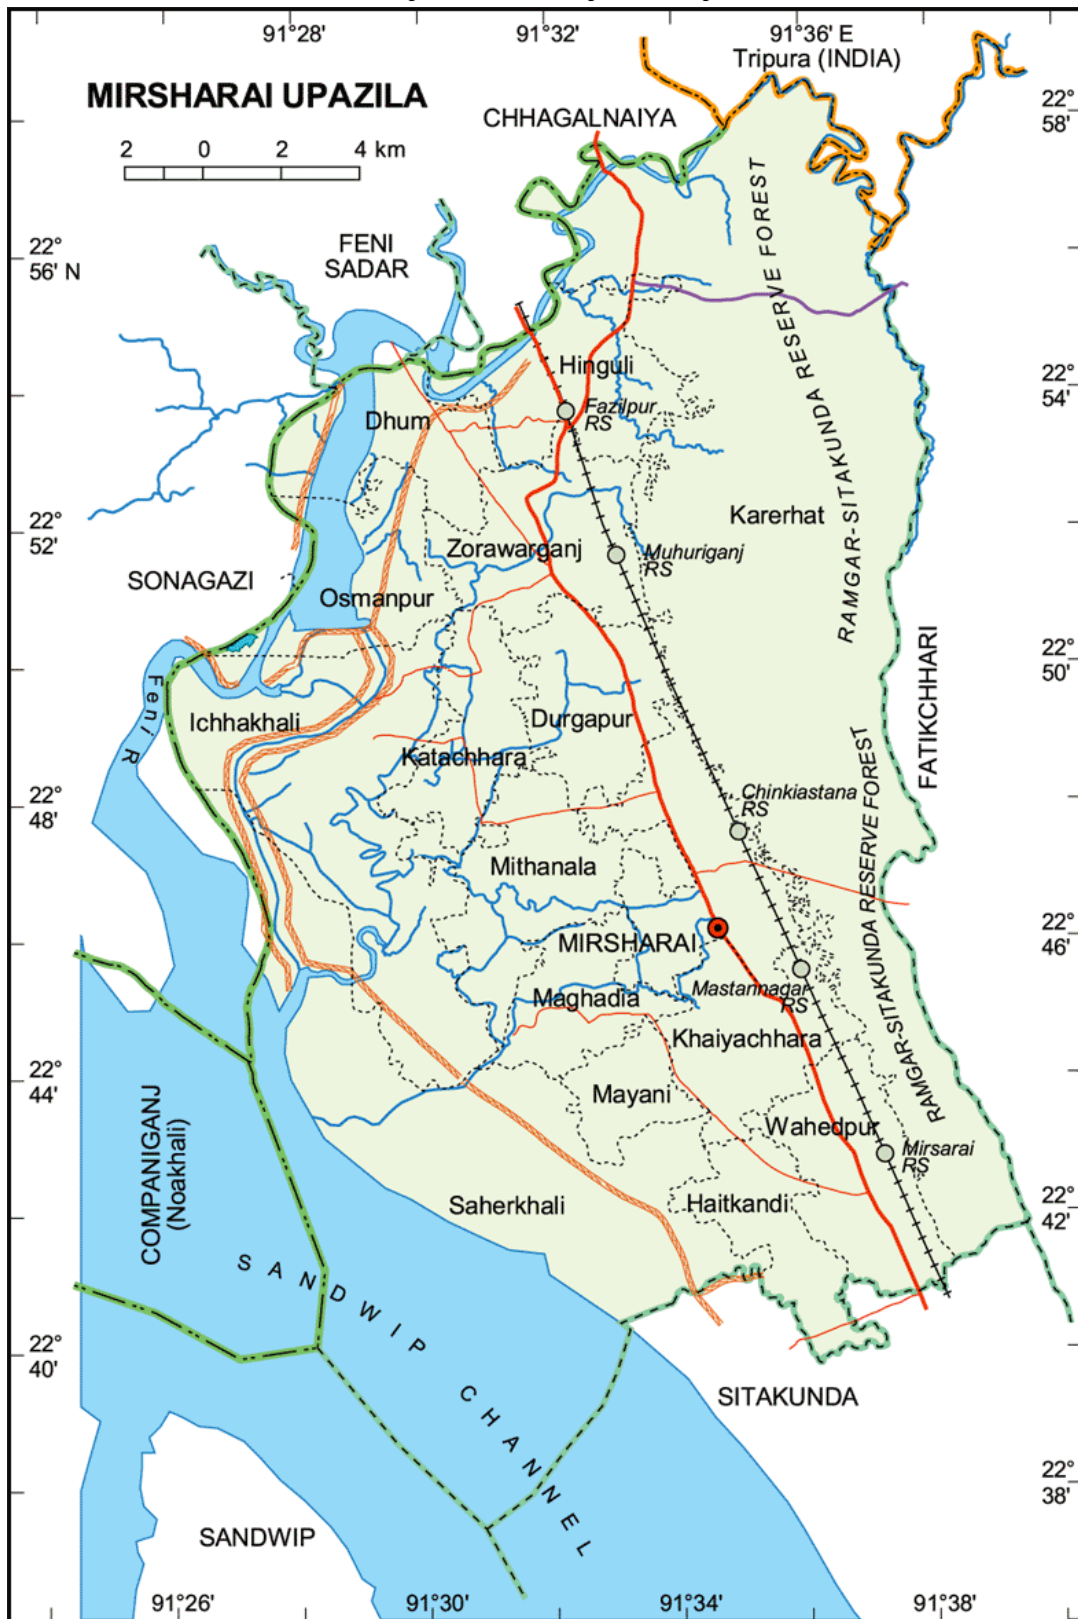 91°28'
91°32'
91°36' E
Tripura (INDIA)
MIRSHARAI UPAZILA
22°
58'
CHHAGALNAIYA
2 0 2 4 km
RAMGAR-SITAKUNDA RESERVE FOREST
22°
56' N
FENI
SADAR
Hinguli
22°
54'
Fazilpur
RS
Dhum
Karerhat
22°
52'
Zorawarganj
Muhuriganj
RS
SONAGAZI
Osmanpur
22°
50'
FATIKCHHARI
Feni R
Ichhakhali
Durgapur
Katachhara
RAMGAR-SITAKUNDA RESERVE FOREST
22°
48'
Chinkiastana
RS
Mithanala
22°
46'
MIRSHARAI
Mastannagar
RS
Maghadia
Khaiyachhara
22°
44'
Mayani
COMPANIGANJ
(Noakhali)
Wahedpur
Mirsarai
RS
Saherkhali
Haitkandi
22°
42'
SANDWIP CHANNEL
22°
40'
SITAKUNDA
22°
38'
SANDWIP
91°26'
91°30'
91°34'
91°38'